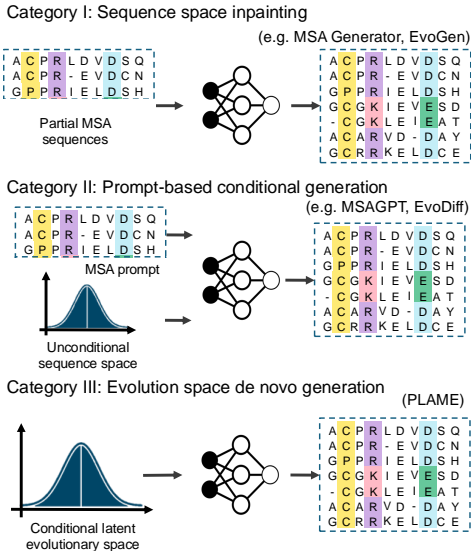 Category I: Sequence space inpainting
(e.g. MSA Generator, EvoGen)
A C P R L D V D S Q
A C P R - E V D C N
G P P R I E L D S H
Partial MSA
sequences
A C P R L D V D S Q
A C P R - E V D C N
G P P R I E L D S H
G C G K I E V E S D
- C G K L E I E A T
A C A R V D - D A Y
G C R R K E L D C E
Category II: Prompt-based conditional generation
(e.g. MSAGPT, EvoDiff)
A C P R L D V D S Q
A C P R - E V D C N
G P P R I E L D S H
MSA prompt
Unconditional
sequence space
A C P R L D V D S Q
A C P R - E V D C N
G P P R I E L D S H
G C G K I E V E S D
- C G K L E I E A T
A C A R V D - D A Y
G C R R K E L D C E
Category III: Evolution space de novo generation
(PLAME)
Conditional latent
evolutionary space
A C P R L D V D S Q
A C P R - E V D C N
G P P R I E L D S H
G C G K I E V E S D
- C G K L E I E A T
A C A R V D - D A Y
G C R R K E L D C E